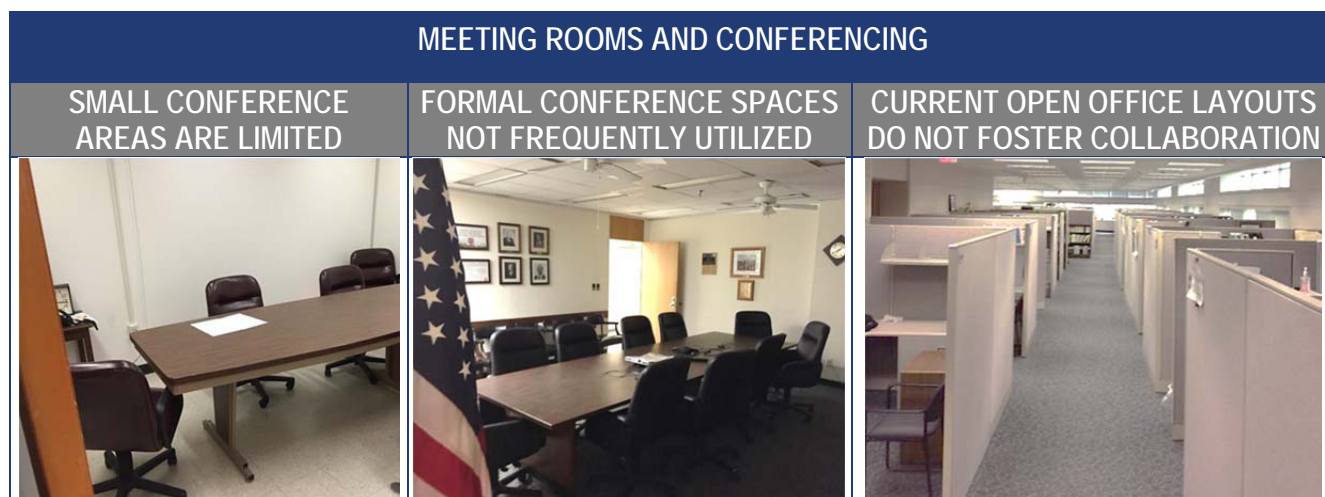 MEETING ROOMS AND CONFERENCING
SMALL CONFERENCE
AREAS ARE LIMITED
FORMAL CONFERENCE SPACES
NOT FREQUENTLY UTILIZED
CURRENT OPEN OFFICE LAYOUTS
DO NOT FOSTER COLLABORATION